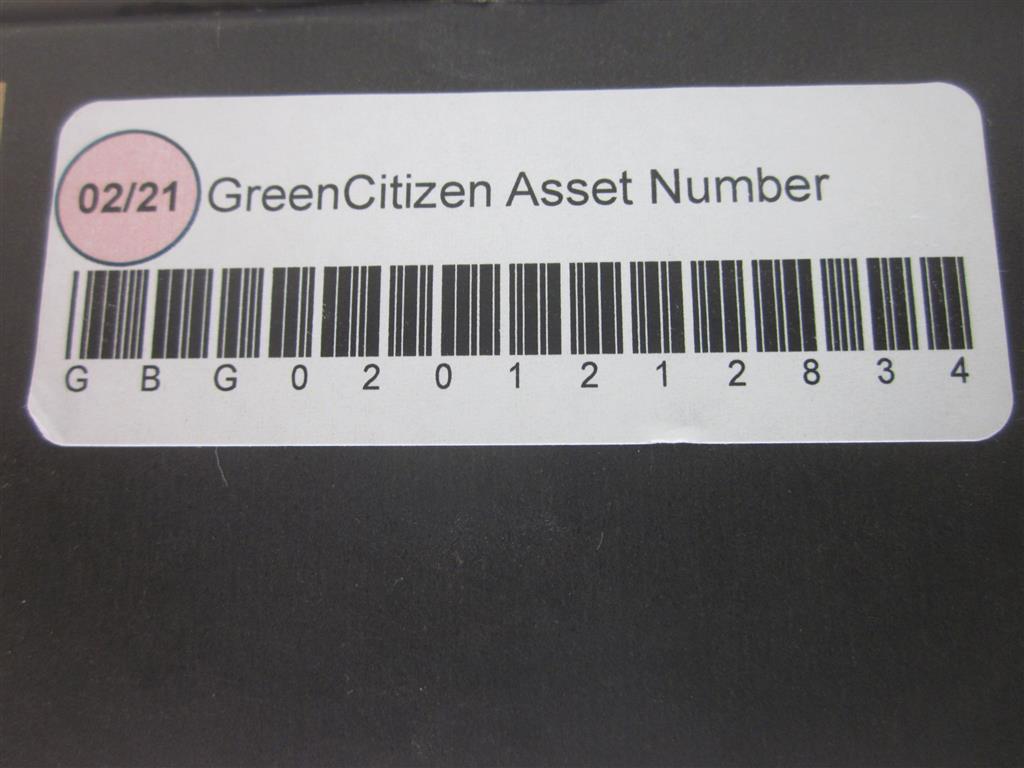 02/21 GreenCitizen Asset Number
G B G 0 2 0 1 2 1 2 8 3 4